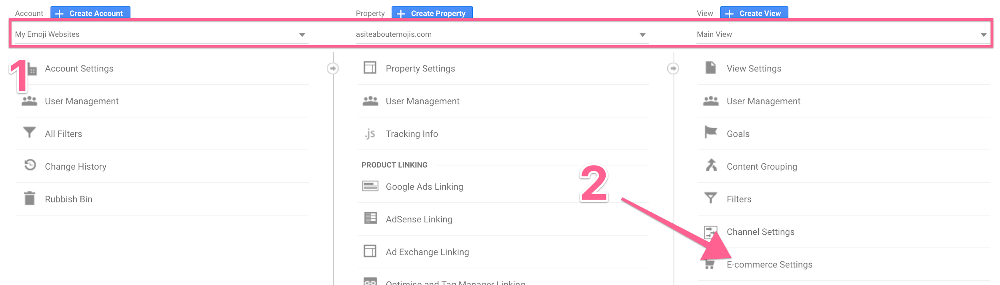 Account
Create Account
My Emoji Websites
1
Account Settings
User Management
All Filters
Change History
Rubbish Bin
Property
Create Property
asiteaboutemojis.com
Property Settings
User Management
.js Tracking Info
PRODUCT LINKING
Google Ads Linking
AdSense Linking
Ad Exchange Linking
Optimise and Tag Manager Linking
2
View
Create View
Main View
View Settings
User Management
Goals
Content Grouping
Filters
Channel Settings
E-commerce Settings